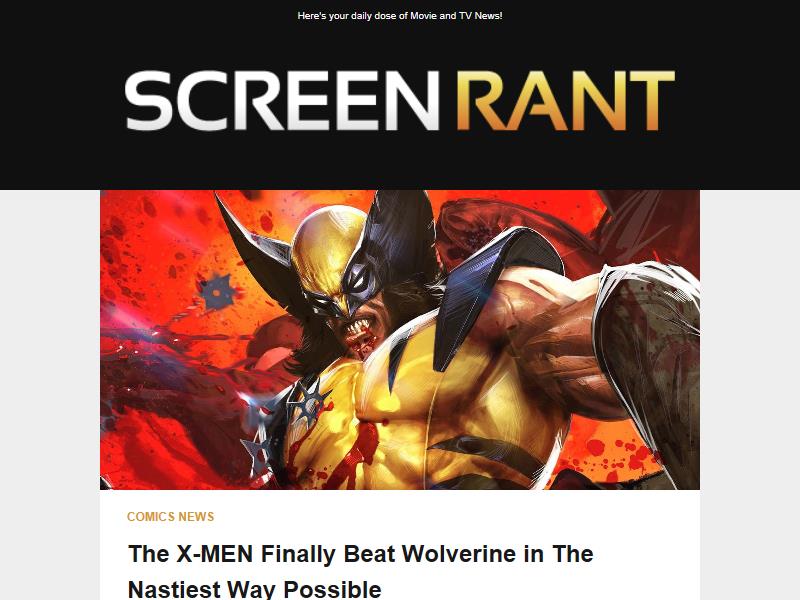 Here's your daily dose of Movie and TV News!
SCREEN RANT
COMICS NEWS
The X-MEN Finally Beat Wolverine in The
Nastiest Way Possible